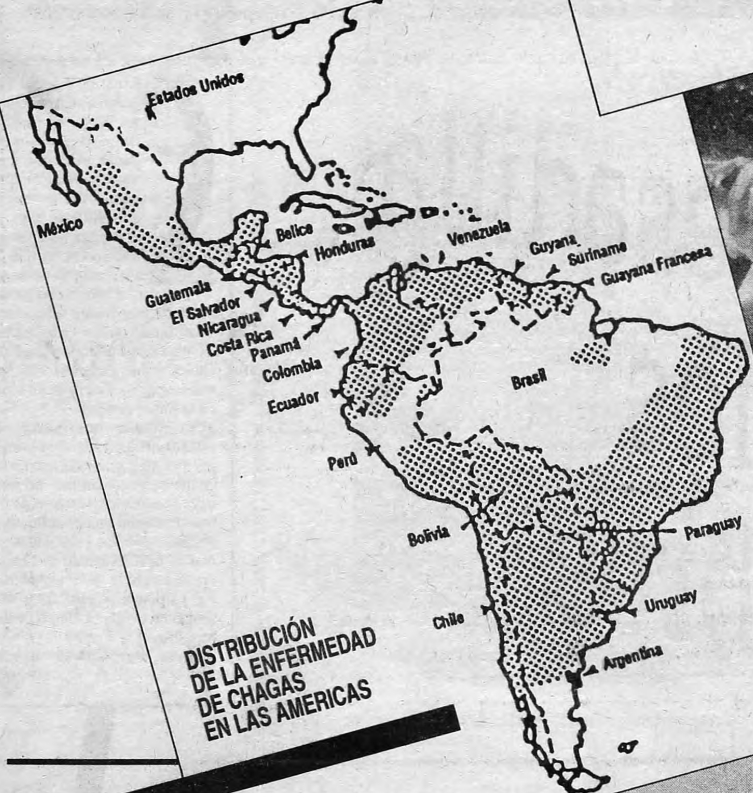 Estados Unidos
México
Belice
Honduras
Venezuela
Guyana
Suriname
Guayana Francesa
Guatemala
El Salvador
Nicaragua
Costa Rica
Panamá
Colombia
Ecuador
Brasil
Perú
Bolivia
Paraguay
Chile
Uruguay
Argentina
DISTRIBUCIÓN
DE LA ENFERMEDAD
DE CHAGAS
EN LAS AMERICAS